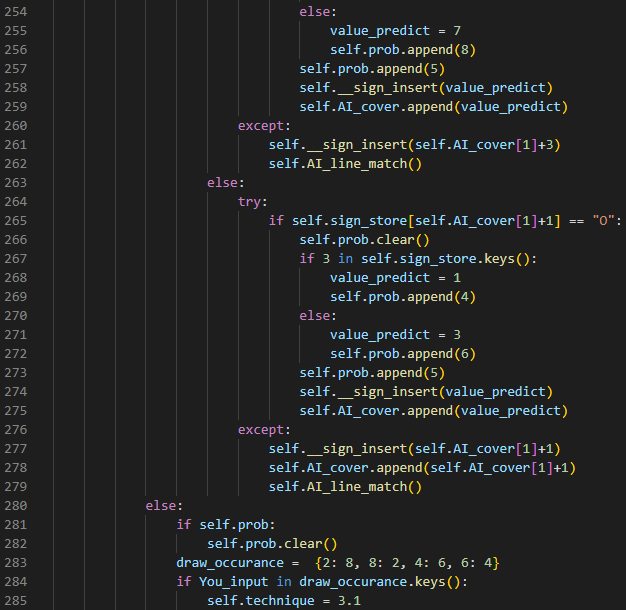 254 else:
255 value_predict = 7
256 self.prob.append(8)
257 self.prob.append(5)
258 self.__sign_insert(value_predict)
259 self.AI_cover.append(value_predict)
260 except:
261 self.__sign_insert(self.AI_cover[1]+3)
262 self.AI_line_match()
263 else:
264 try:
265 if self.sign_store[self.AI_cover[1]+1] == "O":
266 self.prob.clear()
267 if 3 in self.sign_store.keys():
268 value_predict = 1
269 self.prob.append(4)
270 else:
271 value_predict = 3
272 self.prob.append(6)
273 self.prob.append(5)
274 self.__sign_insert(value_predict)
275 self.AI_cover.append(value_predict)
276 except:
277 self.__sign_insert(self.AI_cover[1]+1)
278 self.AI_cover.append(self.AI_cover[1]+1)
279 self.AI_line_match()
280 else:
281 if self.prob:
282 self.prob.clear()
283 draw_occurance =  {2: 8, 8: 2, 4: 6, 6: 4}
284 if You_input in draw_occurance.keys():
285 self.technique = 3.1